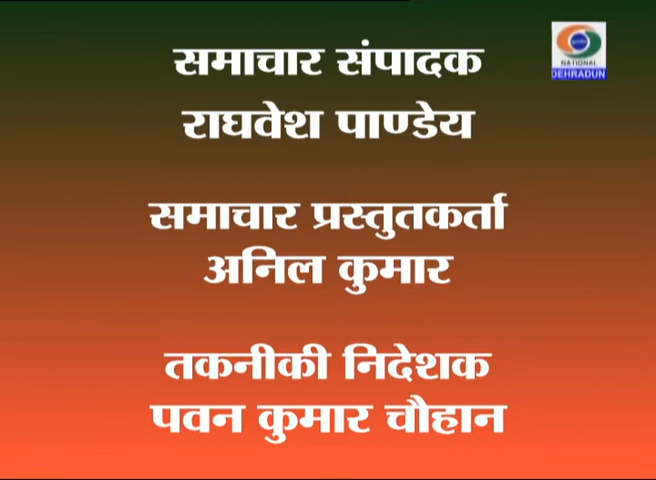 समाचार संपादक
राघवेश पाण्डेय
समाचार प्रस्तुतकर्ता
अनिल कुमार
तकनीकी निदेशक
पवन कुमार चौहान
NATIONAL
DEHRADUN